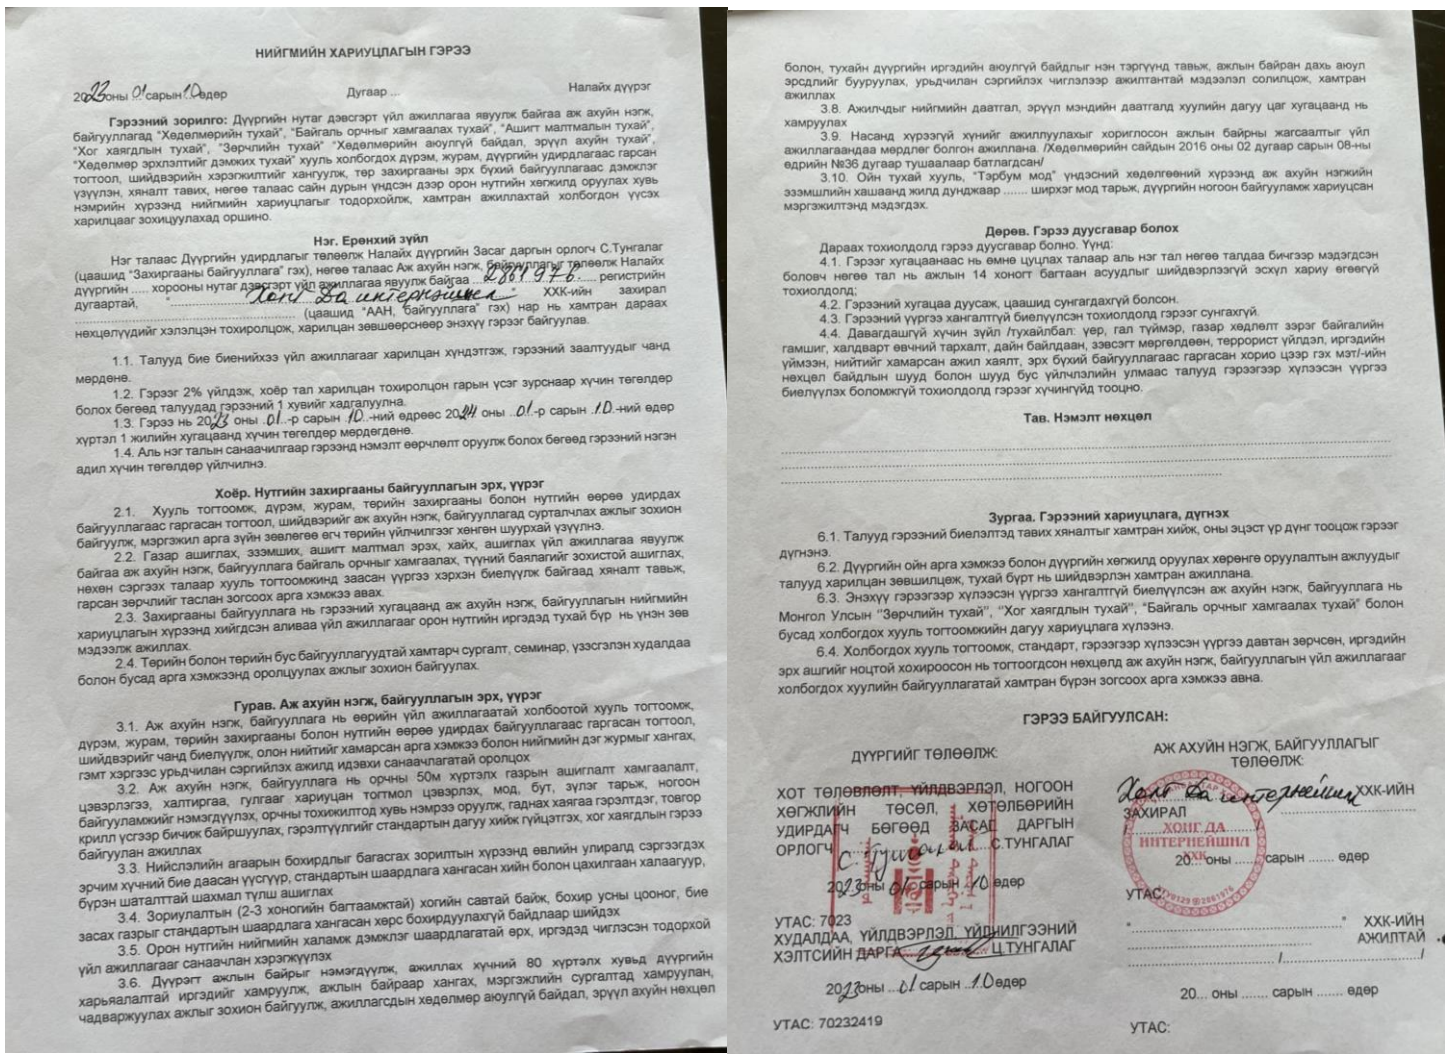 НИЙГМИЙН ХАРИУЦЛАГЫН ГЭРЭЭ
2023 оны 01 сарын 10 өдөр Дугаар ... Налайх дүүрэг
Гэрээний зорилго: Дүүргийн нутаг дэвсгэрт үйл ажиллагаа явуулж байгаа аж ахуйн нэгж,
байгууллагад "Хөдөлмөрийн тухай", "Байгаль орчныг хамгаалах тухай", "Ашигт малтмалын тухай",
"Хог хаягдлын тухай", "Зөрчлийн тухай" "Хөдөлмөрийн аюулгүй байдал, эрүүл ахуйн тухай",
"Хөдөлмөр эрхлэлтийг дэмжих тухай" хууль холбогдох дүрэм, журам, дүүргийн удирдлагаас гарсан
тогтоол, шийдвэрийн хэрэгжилтийг хангуулж, төр захиргааны эрх бүхий байгууллагаас дэмжлэг
үзүүлэн, хяналт тавих, нөгөө талаас сайн дурын үндсэн дээр орон нутгийн хөгжилд оруулах хувь
нэмрийн хүрээнд нийгмийн хариуцлагыг тодорхойлж, хамтран ажиллахтай холбогдон үүсэх
харилцааг зохицуулахад оршино.
Нэг. Ерөнхий зүйл
Нэг талаас Дүүргийн удирдлагыг төлөөлж Налайх дүүргийн Засаг даргын орлогч С.Тунгалаг
(цаашид "Захиргааны байгууллага" гэх), нөгөө талаас Аж ахуйн нэгж, байгууллагыг төлөөлж Налайх
дүүргийн ..... хорооны нутаг дэвсгэрт үйл ажиллагаа явуулж байгаа 2861976 регистрийн
дугаартай, "Хонг Да интернэшнл" ХХК-ийн захирал
.................... (цаашид "ААН, байгууллага" гэх) нар нь хамтран дараах
нөхцөлүүдийг хэлэлцэн тохиролцож, харилцан зөвшөөрснөөр энэхүү гэрээг байгуулав.
1.1. Талууд бие биенийхээ үйл ажиллагааг харилцан хүндэтгэж, гэрээний заалтуудыг чанд
мөрдөнө.
1.2. Гэрээг 2% үйлдэж, хоёр тал харилцан тохиролцон гарын үсэг зурснаар хүчин төгөлдөр
болох бөгөөд талуудад гэрээний 1 хувийг хадгалуулна.
1.3. Гэрээ нь 2023 оны 01-р сарын 10-ний өдрөөс 2024 оны 01-р сарын 10-ний өдөр
хүртэл 1 жилийн хугацаанд хүчин төгөлдөр мөрдөгдөнө.
1.4. Аль нэг талын санаачилгаар гэрээнд нэмэлт өөрчлөлт оруулж болох бөгөөд гэрээний нэгэн
адил хүчин төгөлдөр үйлчилнэ.
Хоёр. Нутгийн захиргааны байгууллагын эрх, үүрэг
2.1. Хууль тогтоомж, дүрэм, журам, төрийн захиргааны болон нутгийн өөрөө удирдах
байгууллагаас гаргасан тогтоол, шийдвэрийг аж ахуйн нэгж, байгууллагад сурталчлах ажлыг зохион
байгуулж, мэргэжил арга зүйн зөвлөгөө өгч төрийн үйлчилгээг хөнгөн шуурхай үзүүлнэ.
2.2. Газар ашиглах, эзэмших, ашигт малтмал эрэх, хайх, ашиглах үйл ажиллагаа явуулж
байгаа аж ахуйн нэгж, байгууллага байгаль орчныг хамгаалах, түүний баялагийг зохистой ашиглах,
нөхөн сэргээх талаар хууль тогтоомжинд заасан үүргээ хэрхэн биелүүлж байгаад хяналт тавьж,
гарсан зөрчлийг таслан зогсоох арга хэмжээ авах.
2.3. Захиргааны байгууллага нь гэрээний хугацаанд аж ахуйн нэгж, байгууллагын нийгмийн
хариуцлагын хүрээнд хийгдсэн аливаа үйл ажиллагааг орон нутгийн иргэдэд тухай бүр нь үнэн зөв
мэдээлж ажиллах.
2.4. Төрийн болон төрийн бус байгууллагуудтай хамтарч сургалт, семинар, үзэсгэлэн худалдаа
болон бусад арга хэмжээнд оролцуулах ажлыг зохион байгуулах.
Гурав. Аж ахуйн нэгж, байгууллагын эрх, үүрэг
3.1. Аж ахуйн нэгж, байгууллага нь өөрийн үйл ажиллагаатай холбоотой хууль тогтоомж,
дүрэм, журам, төрийн захиргааны болон нутгийн өөрөө удирдах байгууллагаас гаргасан тогтоол,
шийдвэрийг чанд биелүүлж, олон нийтийг хамарсан арга хэмжээ болон нийгмийн дэг журмыг хангах,
гэмт хэргээс урьдчилан сэргийлэх ажилд идэвхи санаачлагатай оролцох
3.2. Аж ахуйн нэгж, байгууллага нь орчны 50м хүртэлх газрын ашиглалт хамгаалалт,
цэвэрлэгээ, халтиргаа, гулгааг хариуцан тогтмол цэвэрлэх, мод, бут, зүлэг тарьж, ногоон
байгууламжийг нэмэгдүүлэх, орчны тохижилтод хувь нэмрээ оруулж, гаднах хаягаа гэрэлтдэг, товгор
крилл үсгээр бичиж байршуулах, гэрэлтүүлгийг стандартын дагуу хийж гүйцэтгэх, хог хаягдлын гэрээ
байгуулан ажиллах
3.3. Нийслэлийн агаарын бохирдлыг багасгах зорилтын хүрээнд өвлийн улиралд сэргээгдэх
эрчим хүчний бие даасан үүсгүүр, стандартын шаардлага хангасан хийн болон цахилгаан халаагуур,
бүрэн шаталттай шахмал түлш ашиглах
3.4. Зориулалтын (2-3 хоногийн багтаамжтай) хогийн савтай байж, бохир усны цооног, бие
засах газрыг стандартын шаардлага хангасан хөрс бохирдуулахгүй байдлаар шийдэх
3.5. Орон нутгийн нийгмийн халамж дэмжлэг шаардлагатай өрх, иргэдэд чиглэсэн тодорхой
үйл ажиллагааг санаачлан хэрэгжүүлэх
3.6. Дүүрэгт ажлын байрыг нэмэгдүүлж, ажиллах хүчний 80 хүртэлх хувьд дүүргийн
харьяалалтай иргэдийг хамруулж, ажлын байраар хангах, мэргэжлийн сургалтад хамруулан,
чадваржуулах ажлыг зохион байгуулж, ажиллагсдын хөдөлмөр аюулгүй байдал, эрүүл ахуйн нөхцөл
болон, тухайн дүүргийн иргэдийн аюулгүй байдлыг нэн тэргүүнд тавьж, ажлын байран дахь аюул
эрсдлийг бууруулах, урьдчилан сэргийлэх чиглэлээр ажилтантай мэдээлэл солилцож, хамтран
ажиллах
3.8. Ажилчдыг нийгмийн даатгал, эрүүл мэндийн даатгалд хуулийн дагуу цаг хугацаанд нь
хамруулах
3.9. Насанд хүрээгүй хүнийг ажиллуулахыг хориглосон ажлын байрны жагсаалтыг үйл
ажиллагаандаа мөрдлөг болгон ажиллана. /Хөдөлмөрийн сайдын 2016 оны 02 дугаар сарын 08-ны
өдрийн №36 дугаар тушаалаар батлагдсан/
3.10. Ойн тухай хууль, "Тэрбум мод" үндэсний хөдөлгөөний хүрээнд аж ахуйн нэгжийн
эзэмшлийн хашаанд жилд дунджаар ....... ширхэг мод тарьж, дүүргийн ногоон байгууламж хариуцсан
мэргэжилтэнд мэдэгдэх.
Дөрөв. Гэрээ дуусгавар болох
Дараах тохиолдолд гэрээ дуусгавар болно. Үүнд:
4.1. Гэрээг хугацаанаас нь өмнө цуцлах талаар аль нэг тал нөгөө талдаа бичгээр мэдэгдсэн
боловч нөгөө тал нь ажлын 14 хоногт багтаан асуудлыг шийдвэрлээгүй эсхүл хариу өгөөгүй
тохиолдолд;
4.2. Гэрээний хугацаа дуусаж, цаашид сунгагдахгүй болсон.
4.3. Гэрээний үүргээ хангалтгүй биелүүлсэн тохиолдолд гэрээг сунгахгүй.
4.4. Давагдашгүй хүчин зүйл /тухайлбал: үер, гал түймэр, газар хөдлөлт зэрэг байгалийн
гамшиг, халдварт өвчний тархалт, дайн байлдаан, зэвсэгт мөргөлдөөн, террорист үйлдэл, иргэдийн
үймээн, нийтийг хамарсан ажил хаялт, эрх бүхий байгууллагаас гаргасан хорио цээр гэх мэт/-ийн
нөхцөл байдлын шууд болон шууд бус үйлчлэлийн улмаас талууд гэрээгээр хүлээсэн үүргээ
биелүүлэх боломжгүй тохиолдолд гэрээг хүчингүйд тооцно.
Тав. Нэмэлт нөхцөл
Зургаа. Гэрээний хариуцлага, дүгнэх
6.1. Талууд гэрээний биелэлтэд тавих хяналтыг хамтран хийж, оны эцэст үр дүнг тооцож гэрээг
дүгнэнэ.
6.2. Дүүргийн ойн арга хэмжээ болон дүүргийн хөгжилд оруулах хөрөнгө оруулалтын ажлуудыг
талууд харилцан зөвшилцөж, тухай бүрт нь шийдвэрлэн хамтран ажиллана.
6.3. Энэхүү гэрээгээр хүлээсэн үүргээ хангалтгүй биелүүлсэн аж ахуйн нэгж, байгууллага нь
Монгол Улсын "Зөрчлийн тухай", "Хог хаягдлын тухай", "Байгаль орчныг хамгаалах тухай" болон
бусад холбогдох хууль тогтоомжийн дагуу хариуцлага хүлээнэ.
6.4. Холбогдох хууль тогтоомж, стандарт, гэрээгээр хүлээсэн үүргээ давтан зөрчсөн, иргэдийн
эрх ашгийг ноцтой хохироосон нь тогтоогдсон нөхцөлд аж ахуйн нэгж, байгууллагын үйл ажиллагааг
холбогдох хуулийн байгууллагатай хамтран бүрэн зогсоох арга хэмжээ авна.
ГЭРЭЭ БАЙГУУЛСАН:
ДҮҮРГИЙГ ТӨЛӨӨЛЖ:
ХОТ ТӨЛӨВЛӨЛТ, ҮЙЛДВЭРЛЭЛ, НОГООН
ХӨГЖЛИЙН ТӨСӨЛ, ХӨТӨЛБӨРИЙН
УДИРДАГЧ БӨГӨӨД ЗАСАГ ДАРГЫН
ОРЛОГЧ С.ТУНГАЛАГ
2023 оны 01 сарын 10 өдөр
УТАС: 7023
ХУДАЛДАА, ҮЙЛДВЭРЛЭЛ, ҮЙЛЧИЛГЭЭНИЙ
ХЭЛТСИЙН ДАРГА Ц.ТУНГАЛАГ
2023 оны 01 сарын 10 өдөр
УТАС: 70232419
АЖ АХУЙН НЭГЖ, БАЙГУУЛЛАГЫГ
ТӨЛӨӨЛЖ:
Хонг Да интернейшнл ХХК-ИЙН
ЗАХИРАЛ
ХОНГ ДА
ИНТЕРНЕЙШНЛ
ХХК
20... оны ...... сарын ....... өдөр
УТАС:
"...................." ХХК-ИЙН
АЖИЛТАЙ
..................../..................../
20... оны ....... сарын ....... өдөр
УТАС: